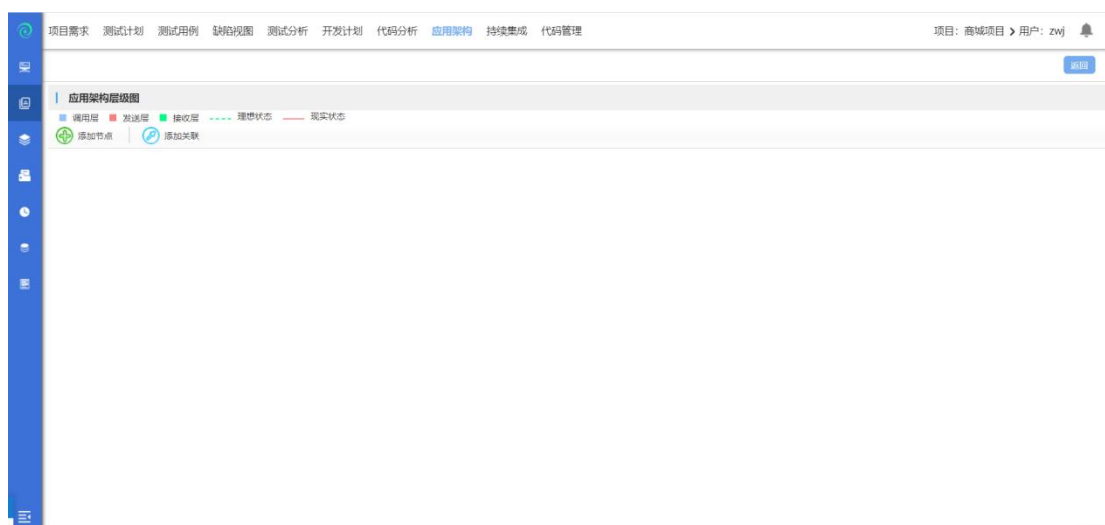 项目需求 测试计划 测试用例 缺陷视图 测试分析 开发计划 代码分析 应用架构 持续集成 代码管理 项目：商城项目 > 用户：zwj
返回
应用架构层级图
调用层 发送层 接收层 理想状态 现实状态
添加节点 添加关联